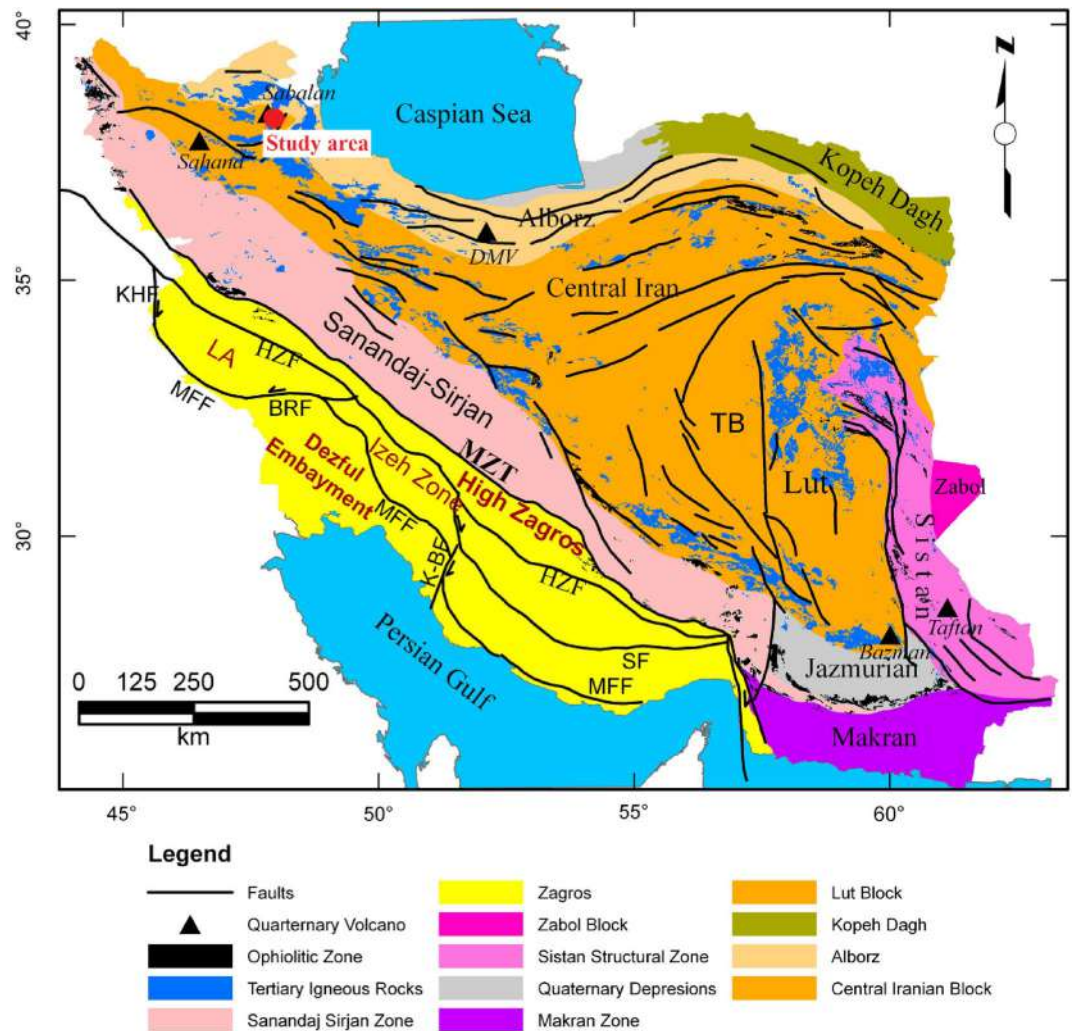 40°
35°
30°
N
Sabalan
Study area
Sahand
Caspian Sea
Kopeh Dagh
Alborz
DMV
Central Iran
KHF
LA
HZF
Sanandaj-Sirjan
MFF
BRF
TB
Dezful
Embayment
Izeh Zone
MZT
High Zagros
Lut
Zabol
MFF
K-BF
HZF
Sistan
Taftan
Bazman
Persian Gulf
SF
MFF
Jazmurian
Makran
0 125 250 500
km
45° 50° 55° 60°
Legend
Faults
Quarternary Volcano
Ophiolitic Zone
Tertiary Igneous Rocks
Sanandaj Sirjan Zone
Zagros
Zabol Block
Sistan Structural Zone
Quaternary Depresions
Makran Zone
Lut Block
Kopeh Dagh
Alborz
Central Iranian Block